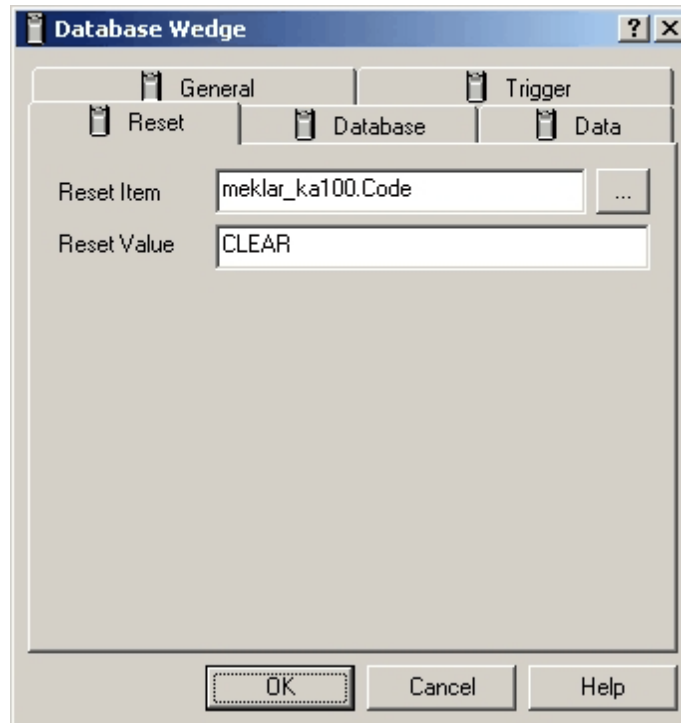 Database Wedge
General Trigger
Reset Database Data
Reset Item meklar_ka100.Code ...
Reset Value CLEAR
OK Cancel Help